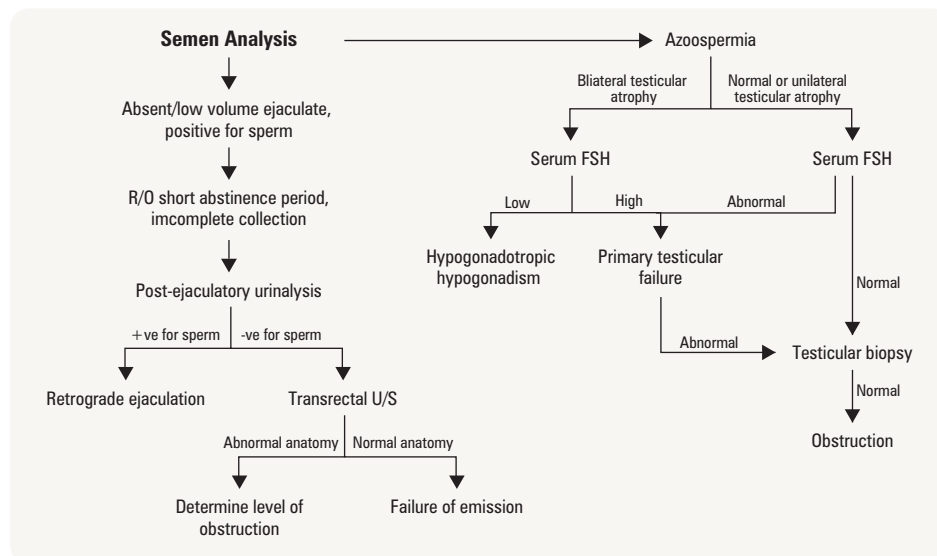 Semen Analysis
Azoospermia
Absent/low volume ejaculate,
positive for sperm
R/O short abstinence period,
imcomplete collection
Post-ejaculatory urinalysis
+ve for sperm
-ve for sperm
Retrograde ejaculation
Transrectal U/S
Abnormal anatomy
Normal anatomy
Determine level of
obstruction
Failure of emission
Bliateral testicular
atrophy
Normal or unilateral
testicular atrophy
Serum FSH
Serum FSH
Low
High
Abnormal
Hypogonadotropic
hypogonadism
Primary testicular
failure
Normal
Abnormal
Testicular biopsy
Normal
Obstruction